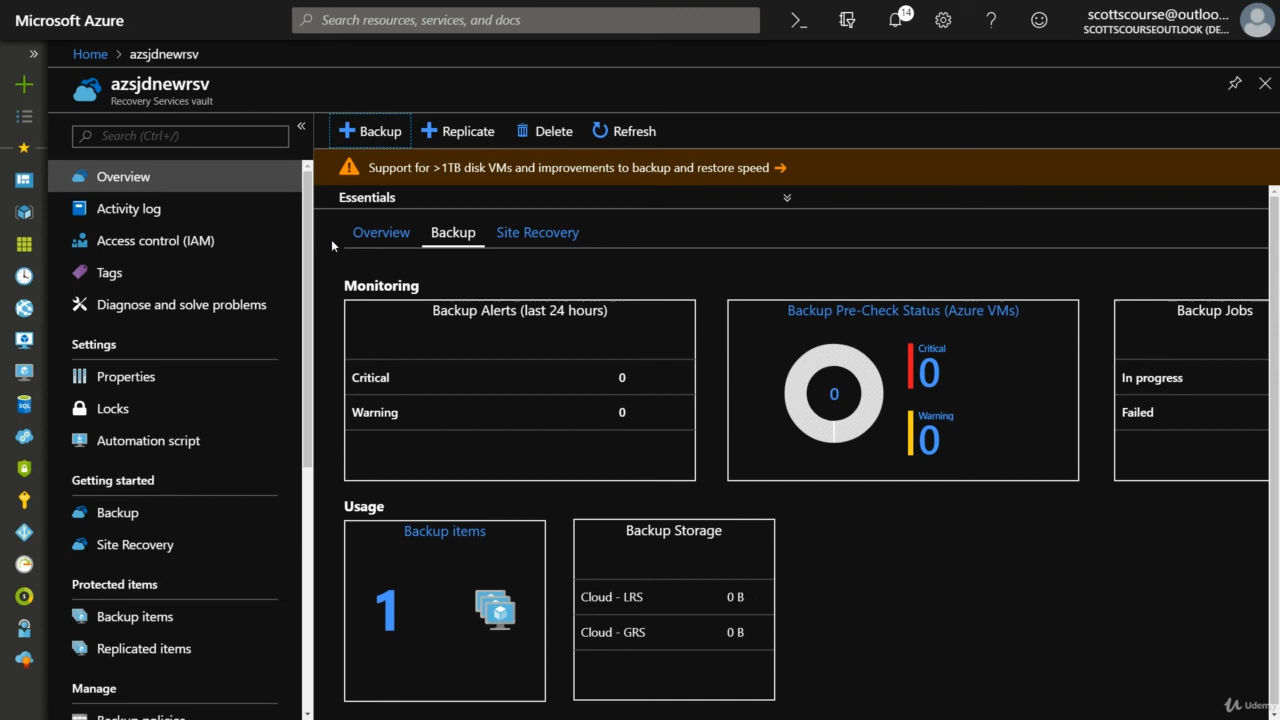 Microsoft Azure
Search resources, services, and docs
14
scottscourse@outloo...
SCOTTSCOURSEOUTLOOK (DE...
Home > azsjdnewrsv
azsjdnewrsv
Recovery Services vault
Search (Ctrl+/)
Overview
Activity log
Access control (IAM)
Tags
Diagnose and solve problems
Settings
Properties
Locks
Automation script
Getting started
Backup
Site Recovery
Protected items
Backup items
Replicated items
Manage
Backup policies
Backup
Replicate
Delete
Refresh
Support for >1TB disk VMs and improvements to backup and restore speed
Essentials
Overview Backup Site Recovery
Monitoring
Backup Alerts (last 24 hours)
Critical 0
Warning 0
Backup Pre-Check Status (Azure VMs)
0
Critical
0
Warning
0
Backup Jobs
In progress
Failed
Usage
Backup items
1
Backup Storage
Cloud - LRS 0 B
Cloud - GRS 0 B
SQL
Udemy